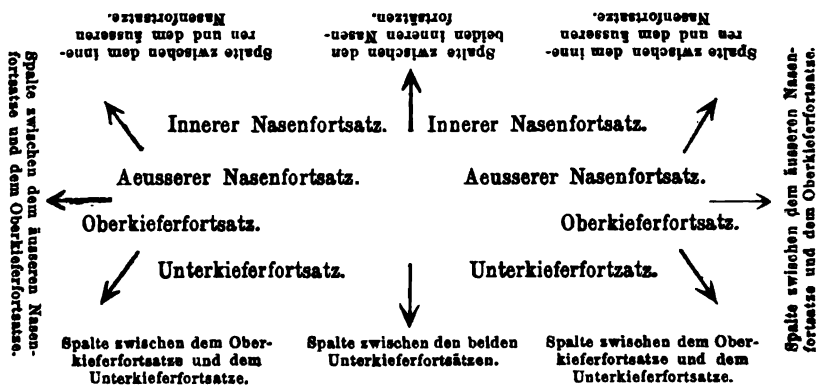 Spalte zwischen dem inne-
ren und dem äusseren
Nasenfortsatze.
Spalte zwischen den
beiden inneren Nasen-
fortsätzen.
Spalte zwischen dem inne-
ren und dem äusseren
Nasenfortsatze.
Spalte zwischen dem äusseren Nasen-
fortsatze und dem Oberkieferfortsatze.
Innerer Nasenfortsatz.
Innerer Nasenfortsatz.
Aeusserer Nasenfortsatz.
Aeusserer Nasenfortsatz.
Oberkieferfortsatz.
Oberkieferfortsatz.
Unterkieferfortsatz.
Unterkieferfortzatz.
Spalte zwischen dem äusseren Nasen-
fortsatze und dem Oberkieferfortsatze.
Spalte zwischen dem Ober-
kieferfortsatze und dem
Unterkieferfortsatze.
Spalte zwischen den beiden
Unterkieferfortsätzen.
Spalte zwischen dem Ober-
kieferfortsatze und dem
Unterkieferfortsatze.